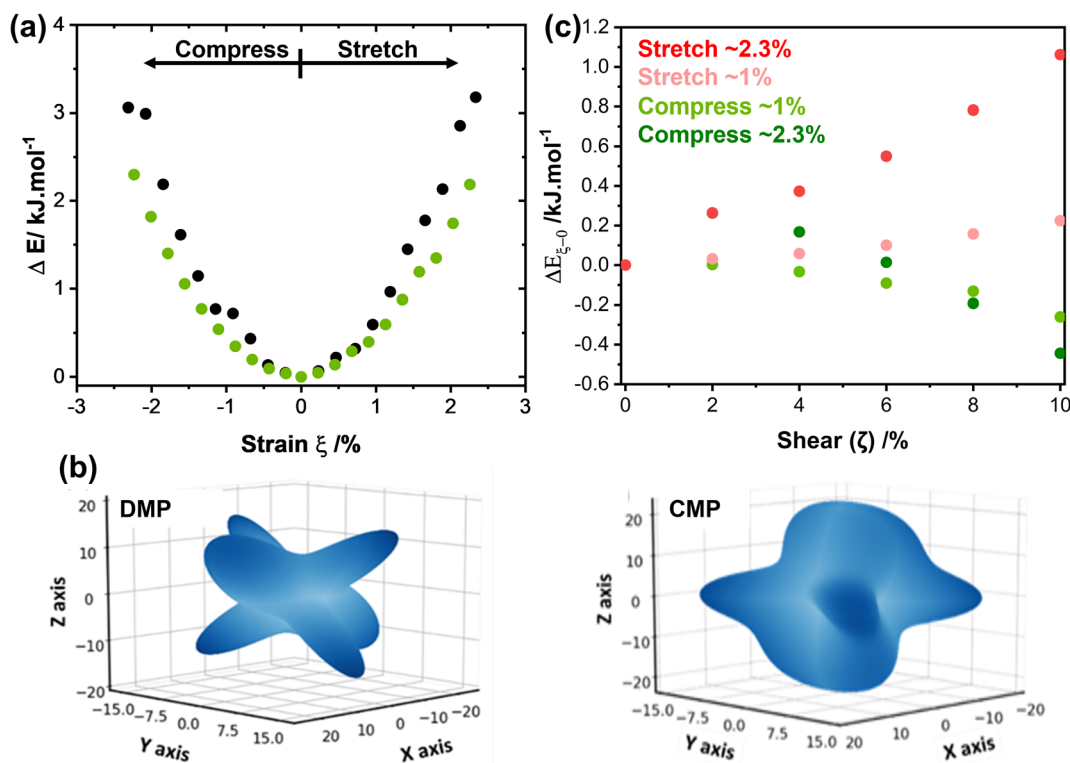 (a)
Compress
Stretch
Δ E/ kJ.mol⁻¹
4
3
2
1
0
-3
-2
-1
0
1
2
3
Strain ξ /%
(c)
Stretch ~2.3%
Stretch ~1%
Compress ~1%
Compress ~2.3%
ΔE_{ξ−0} /kJ.mol⁻¹
1.2
1.0
0.8
0.6
0.4
0.2
0.0
-0.2
-0.4
-0.6
0
2
4
6
8
10
Shear (ζ) /%
(b)
DMP
Z axis
20
10
0
−10
−20
−15.0
−7.5
0.0
7.5
15.0
Y axis
20
10
0
−10
−20
X axis
CMP
Z axis
20
10
0
−10
−20
−15.0
−7.5
0.0
7.5
15.0
Y axis
20
10
0
−10
−20
X axis